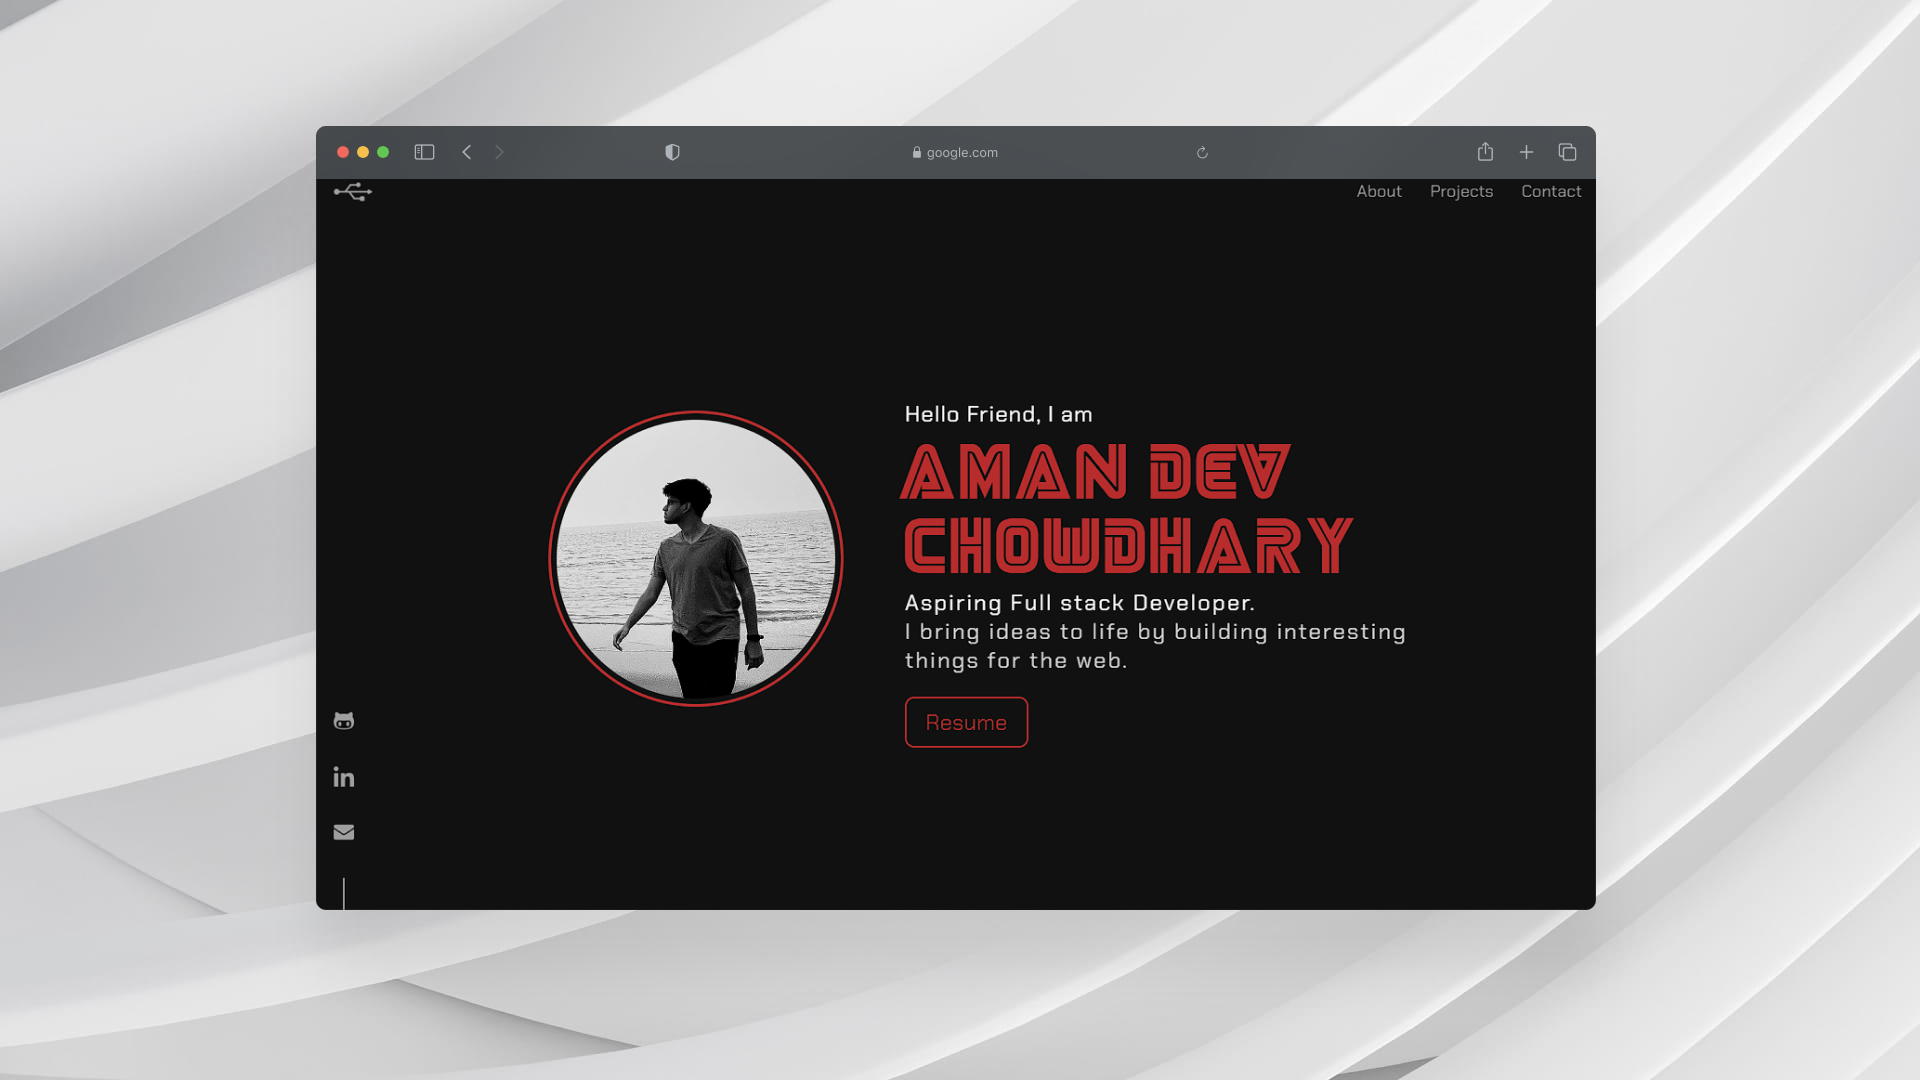 google.com
About Projects Contact
Hello Friend, I am
AMAN DEV
CHOWDHARY
Aspiring Full stack Developer.
I bring ideas to life by building interesting
things for the web.
Resume
in